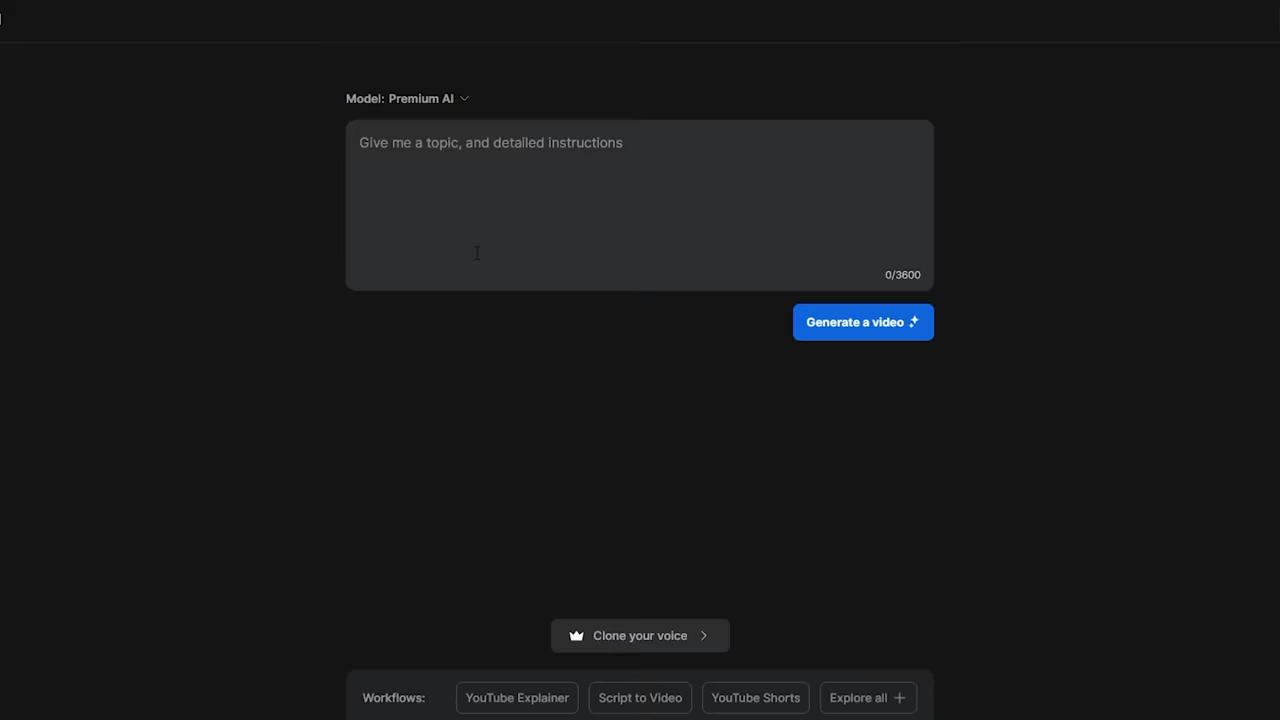 Model: Premium AI
Give me a topic, and detailed instructions
0/3600
Generate a video
Clone your voice
Workflows: YouTube Explainer Script to Video YouTube Shorts Explore all